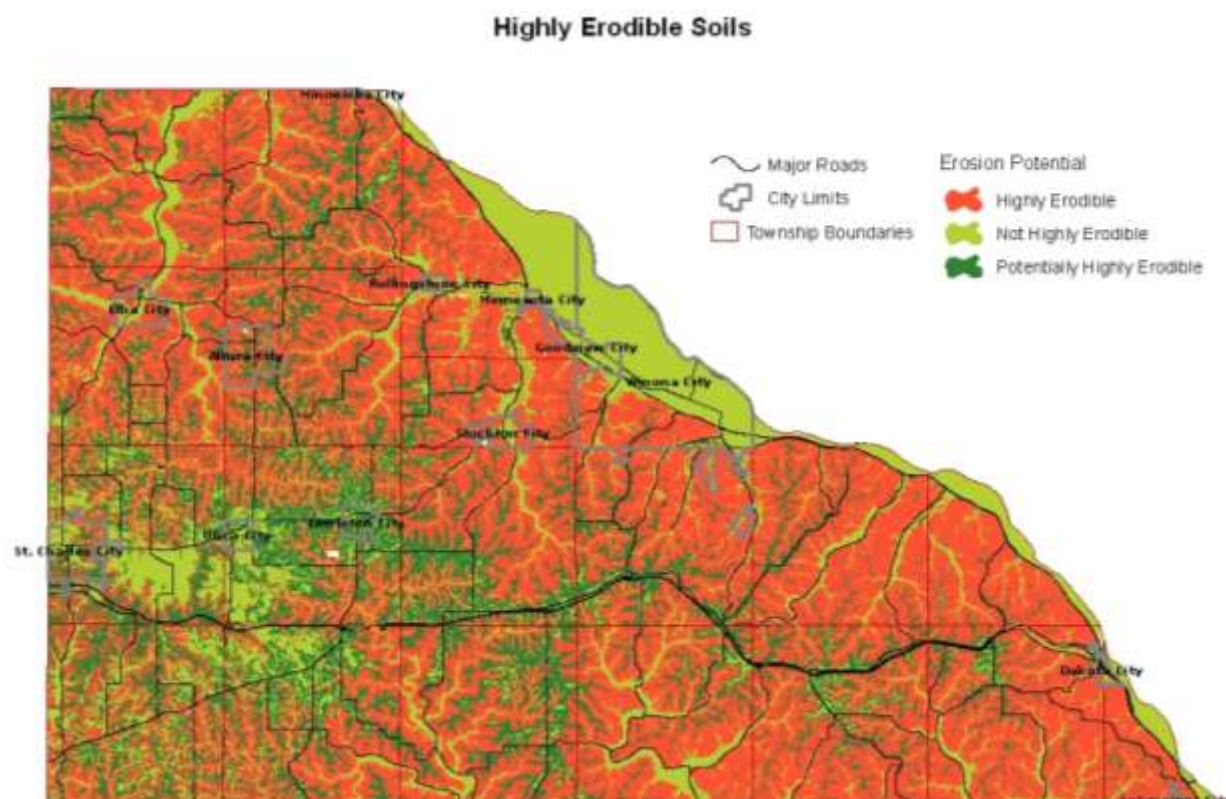 Highly Erodible Soils
Minneiska City
Major Roads
Erosion Potential
City Limits
Highly Erodible
Township Boundaries
Not Highly Erodible
Potentially Highly Erodible
Rollingstone City
Elba City
Minnesota City
Altura City
Goodview City
Winona City
Stockton City
Lewiston City
Utica City
St. Charles City
Dakota City